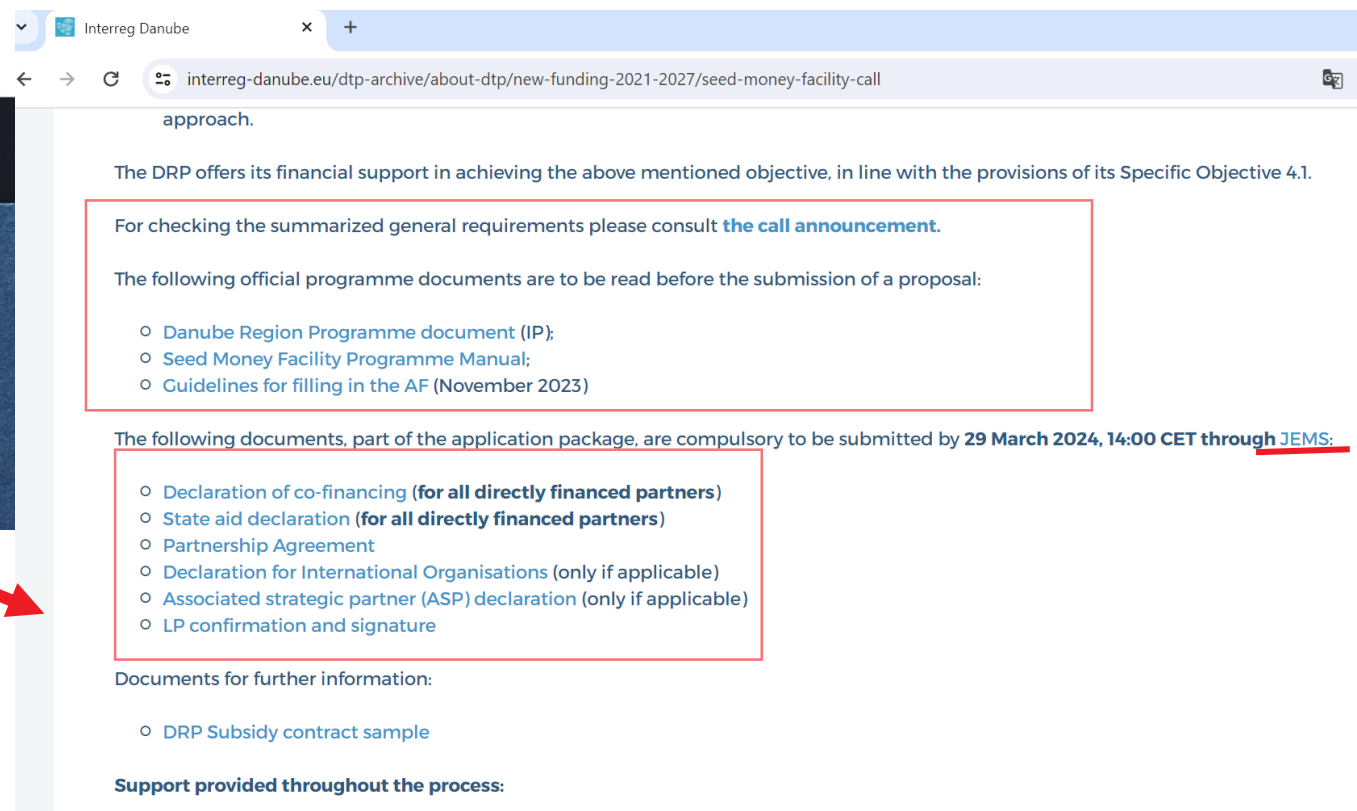 Interreg Danube
interreg-danube.eu/dtp-archive/about-dtp/new-funding-2021-2027/seed-money-facility-call
approach.
The DRP offers its financial support in achieving the above mentioned objective, in line with the provisions of its Specific Objective 4.1.
For checking the summarized general requirements please consult the call announcement.
The following official programme documents are to be read before the submission of a proposal:
Danube Region Programme document (IP);
Seed Money Facility Programme Manual;
Guidelines for filling in the AF (November 2023)
The following documents, part of the application package, are compulsory to be submitted by 29 March 2024, 14:00 CET through JEMS:
Declaration of co-financing (for all directly financed partners)
State aid declaration (for all directly financed partners)
Partnership Agreement
Declaration for International Organisations (only if applicable)
Associated strategic partner (ASP) declaration (only if applicable)
LP confirmation and signature
Documents for further information:
DRP Subsidy contract sample
Support provided throughout the process: